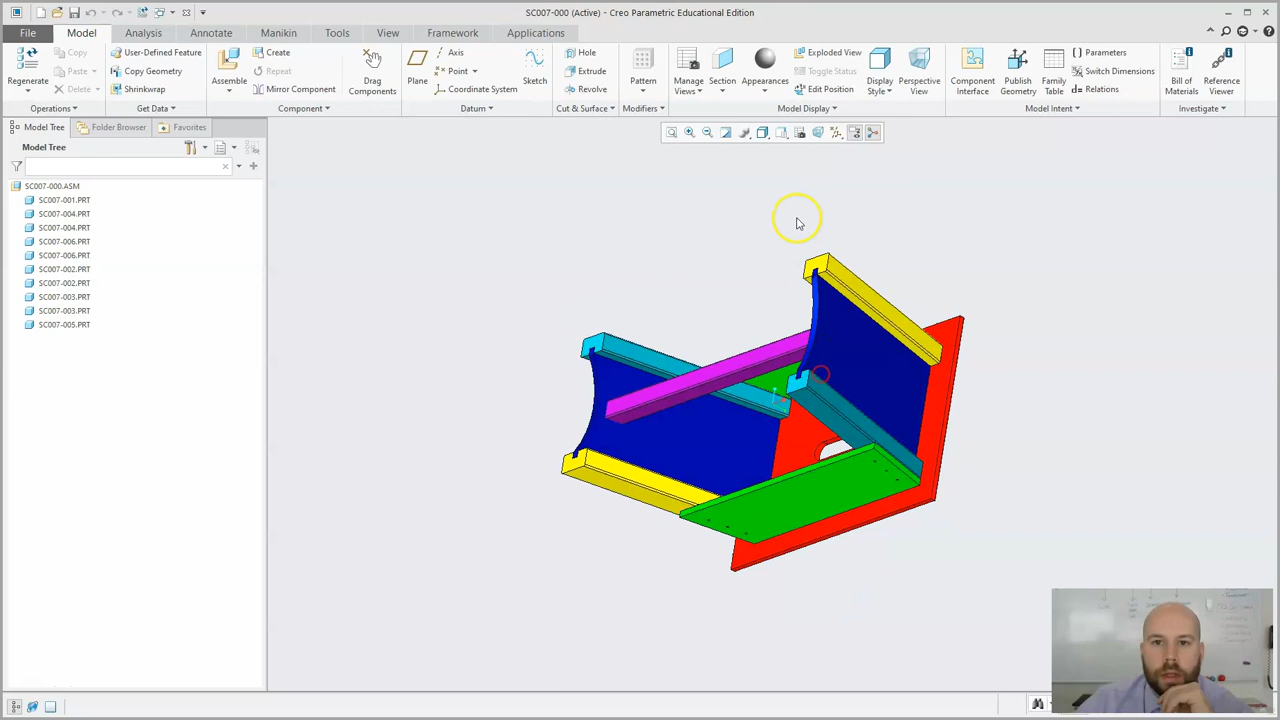 SC007-000 (Active) - Creo Parametric Educational Edition
File Model Analysis Annotate Manikin Tools View Framework Applications
Regenerate
Copy
Paste
Delete
Operations
User-Defined Feature
Copy Geometry
Shrinkwrap
Get Data
Assemble
Create
Repeat
Mirror Component
Drag Components
Component
Plane
Axis
Point
Coordinate System
Sketch
Datum
Hole
Extrude
Revolve
Cut & Surface
Pattern
Modifiers
Manage Views
Section
Appearances
Exploded View
Toggle Status
Edit Position
Display Style
Perspective View
Model Display
Component Interface
Publish Geometry
Family Table
Parameters
Switch Dimensions
Relations
Model Intent
Bill of Materials
Reference Viewer
Investigate
Model Tree Folder Browser Favorites
Model Tree
SC007-000.ASM
SC007-001.PRT
SC007-004.PRT
SC007-004.PRT
SC007-006.PRT
SC007-006.PRT
SC007-002.PRT
SC007-002.PRT
SC007-003.PRT
SC007-003.PRT
SC007-005.PRT